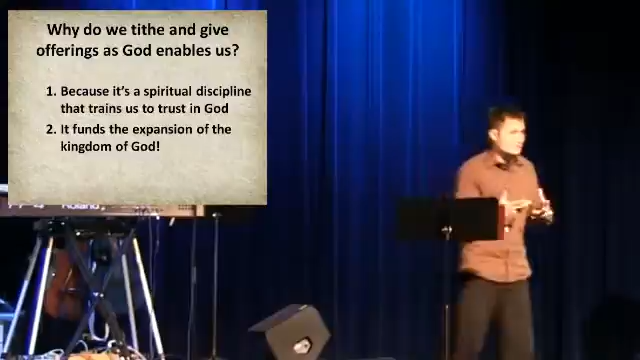 Why do we tithe and give
offerings as God enables us?
1. Because it's a spiritual discipline
that trains us to trust in God
2. It funds the expansion of the
kingdom of God!
Roland